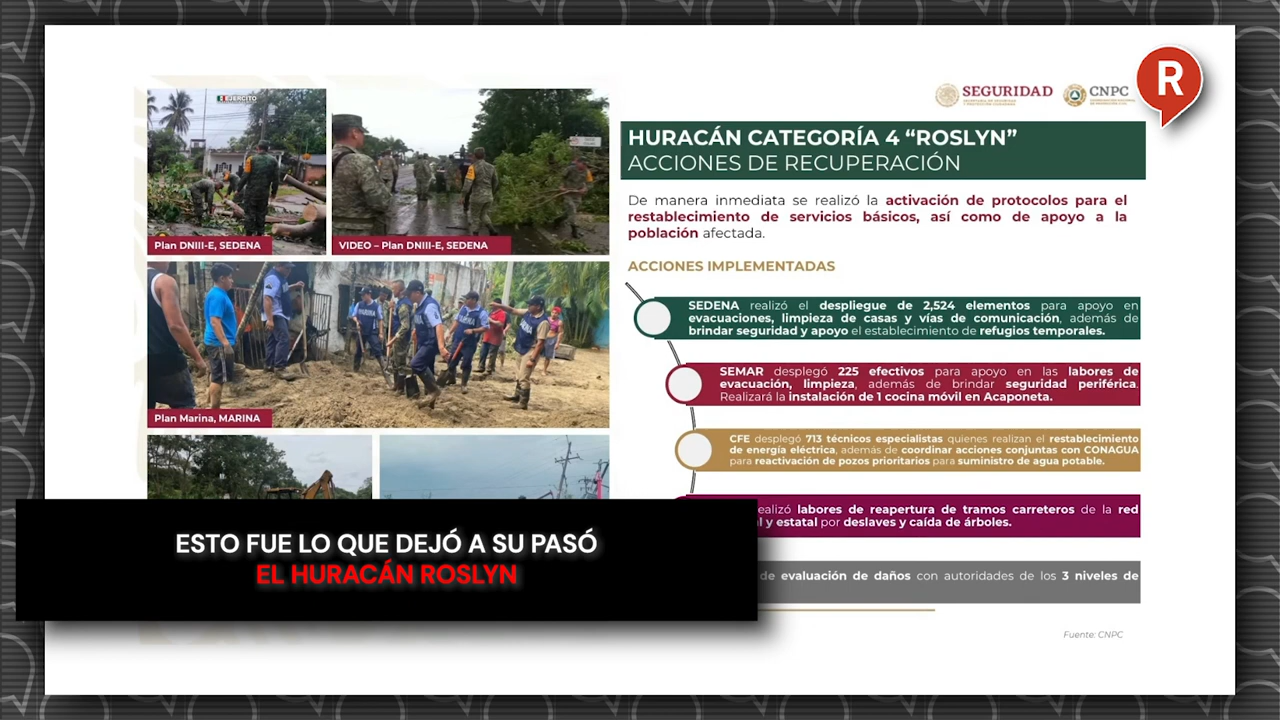 EJERCITO
Plan DNIII-E, SEDENA
VIDEO – Plan DNIII-E, SEDENA
MARINA
Plan Marina, MARINA
SEGURIDAD
CNPC
R
HURACÁN CATEGORÍA 4 “ROSLYN”
ACCIONES DE RECUPERACIÓN
De manera inmediata se realizó la activación de protocolos para el
restablecimiento de servicios básicos, así como de apoyo a la
población afectada.
ACCIONES IMPLEMENTADAS
SEDENA realizó el despliegue de 2,524 elementos para apoyo en
evacuaciones, limpieza de casas y vías de comunicación, además de
brindar seguridad y apoyo el establecimiento de refugios temporales.
SEMAR desplegó 225 efectivos para apoyo en las labores de
evacuación, limpieza, además de brindar seguridad periférica.
Realizará la instalación de 1 cocina móvil en Acaponeta.
CFE desplegó 713 técnicos especialistas quienes realizan el restablecimiento
de energía eléctrica, además de coordinar acciones conjuntas con CONAGUA
para reactivación de pozos prioritarios para suministro de agua potable.
ealizó labores de reapertura de tramos carreteros de la red
l y estatal por deslaves y caída de árboles.
de evaluación de daños con autoridades de los 3 niveles de
Fuente: CNPC
ESTO FUE LO QUE DEJÓ A SU PASÓ
EL HURACÁN ROSLYN